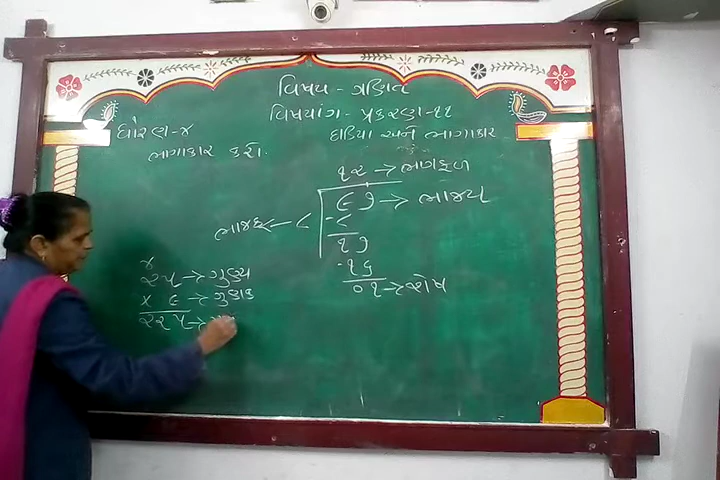 વિષય - ગણિત
વિષયાંગ - પ્રકરણ - ૧૧
ધોરણ - ૪
ઘડિયા અને ભાગાકાર
ભાગાકાર કરો.
૧૨ → ભાગફળ
ભાજક ← ૮ ૯૭ → ભાજ્ય
-૮
૧૭
-૧૬
૦૧ → શેષ
૪
૨૫ → ગુણ્ય
× ૯ → ગુણક
૨૨૫ →